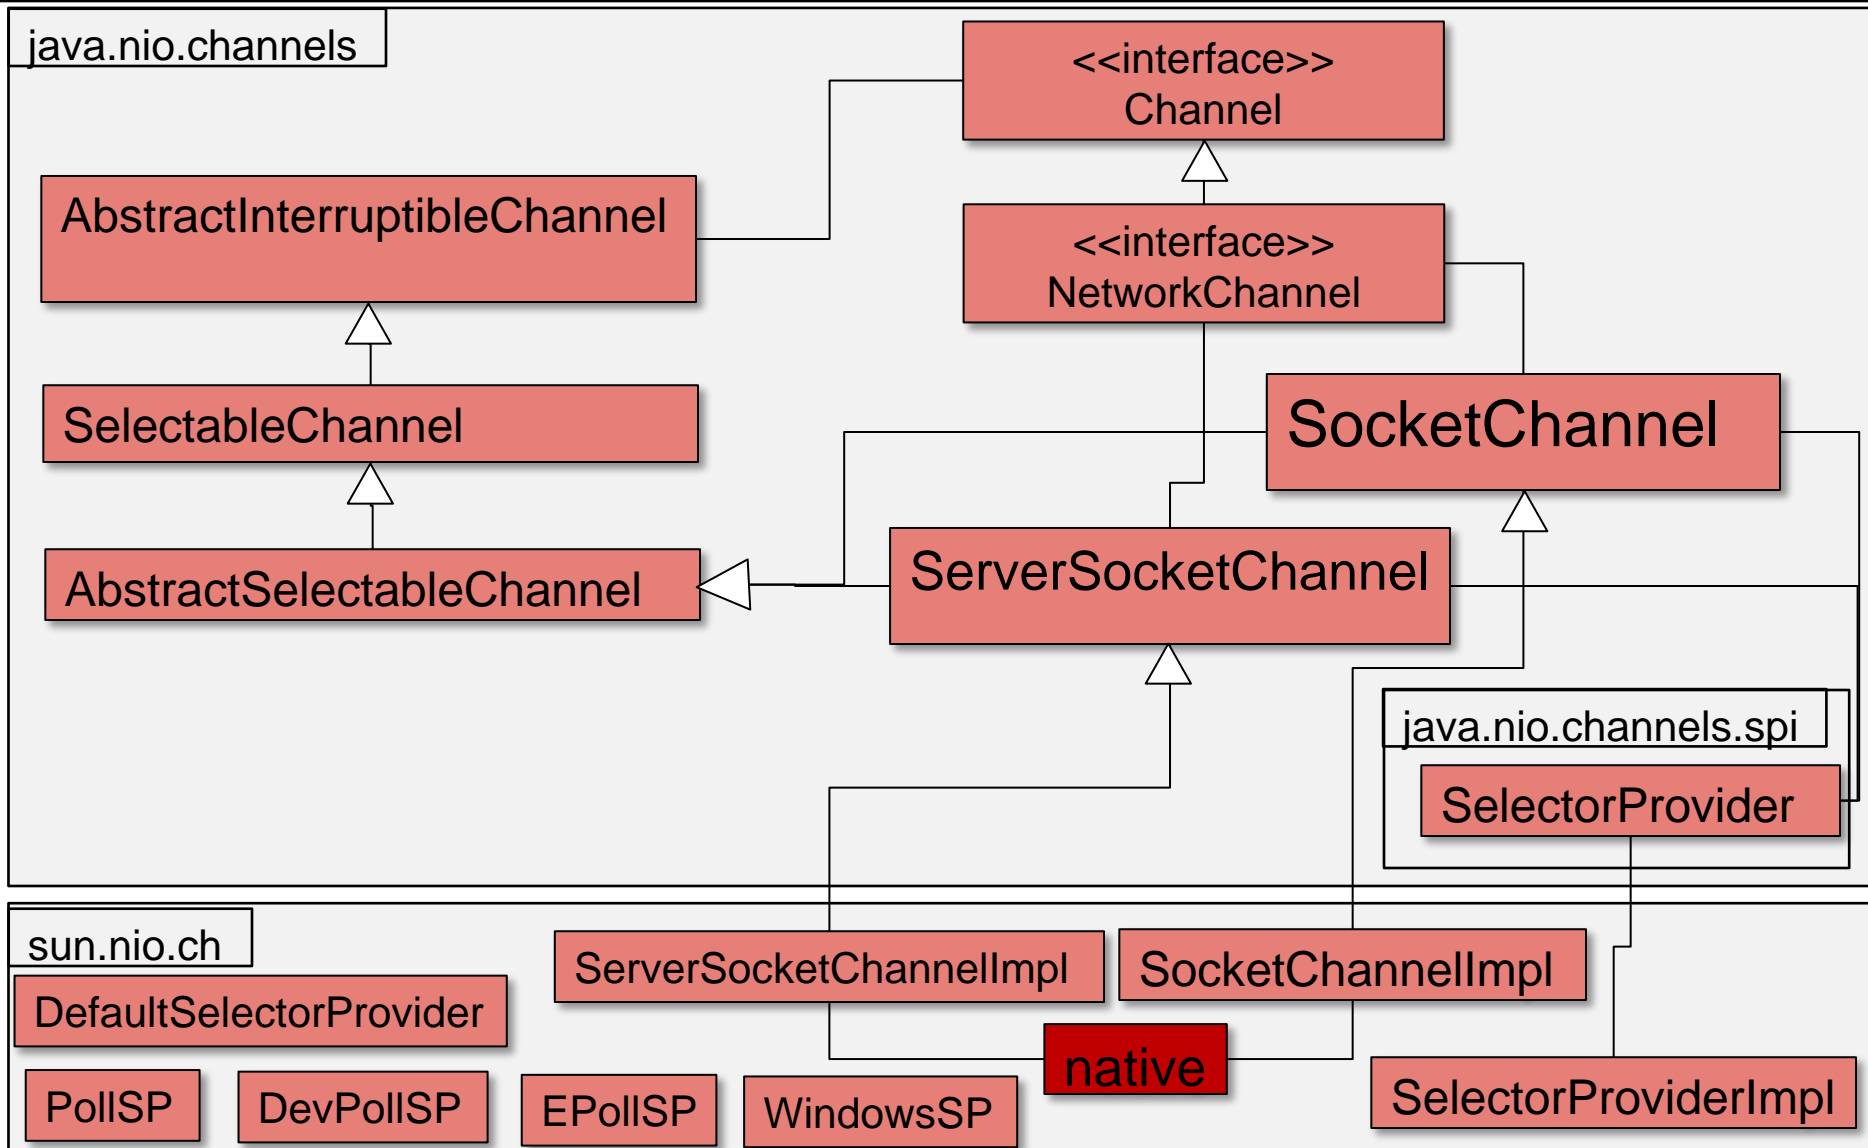 java.nio.channels
<<interface>>
Channel
AbstractInterruptibleChannel
<<interface>>
NetworkChannel
SelectableChannel
SocketChannel
AbstractSelectableChannel
ServerSocketChannel
java.nio.channels.spi
SelectorProvider
sun.nio.ch
ServerSocketChannelImpl
SocketChannelImpl
DefaultSelectorProvider
native
PollSP
DevPollSP
EPollSP
WindowsSP
SelectorProviderImpl